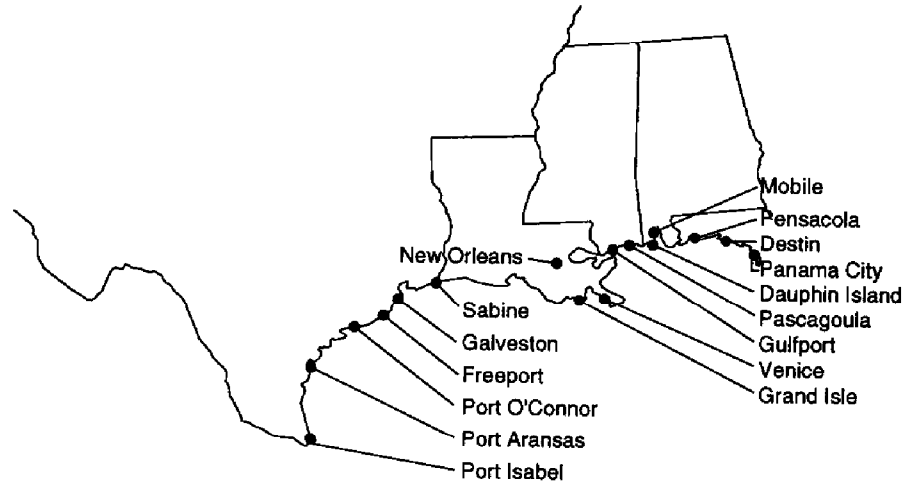 Mobile
Pensacola
Destin
New Orleans
Panama City
Dauphin Island
Sabine
Pascagoula
Galveston
Gulfport
Freeport
Venice
Port O'Connor
Grand Isle
Port Aransas
Port Isabel